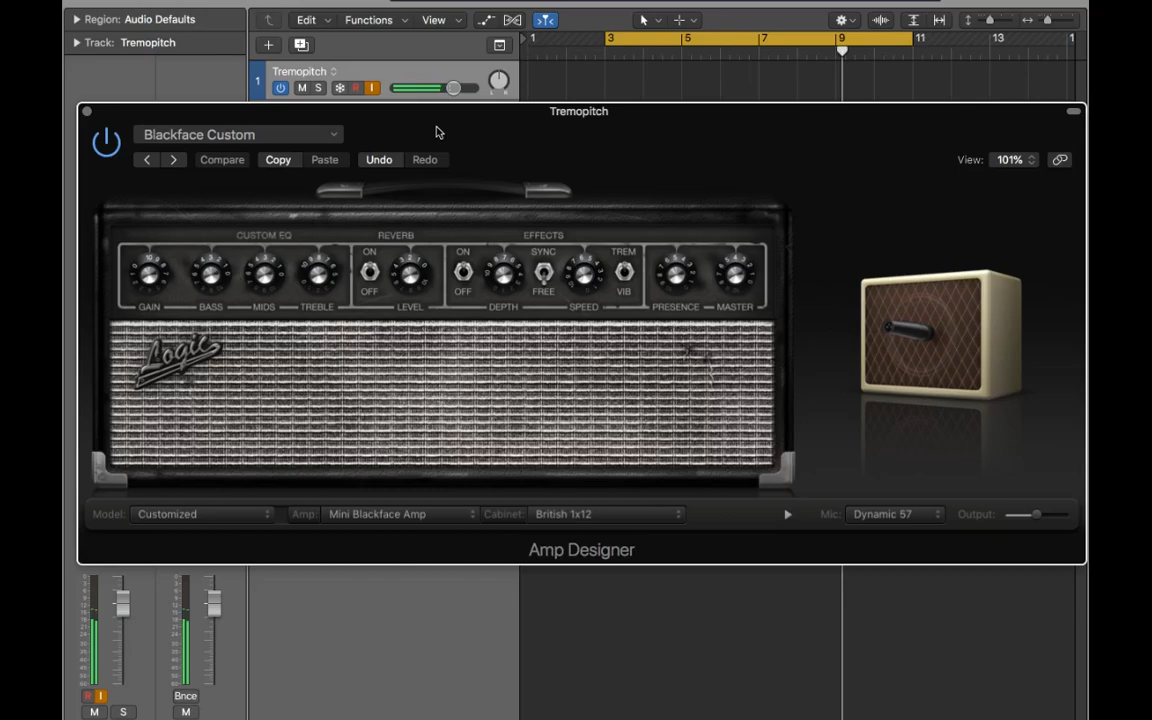 Region: Audio Defaults
Edit Functions View
Track: Tremopitch
1 3 5 7 9 11 13 1
1 Tremopitch
M S R I
L R
Tremopitch
Blackface Custom
Compare Copy Paste Undo Redo View: 101%
CUSTOM EQ REVERB EFFECTS
ON ON SYNC TREM
OFF OFF FREE VIB
GAIN BASS MIDS TREBLE LEVEL DEPTH SPEED PRESENCE MASTER
Logic
Model: Customized Amp: Mini Blackface Amp Cabinet: British 1x12 Mic: Dynamic 57 Output:
Amp Designer
R I Bnce
M S M